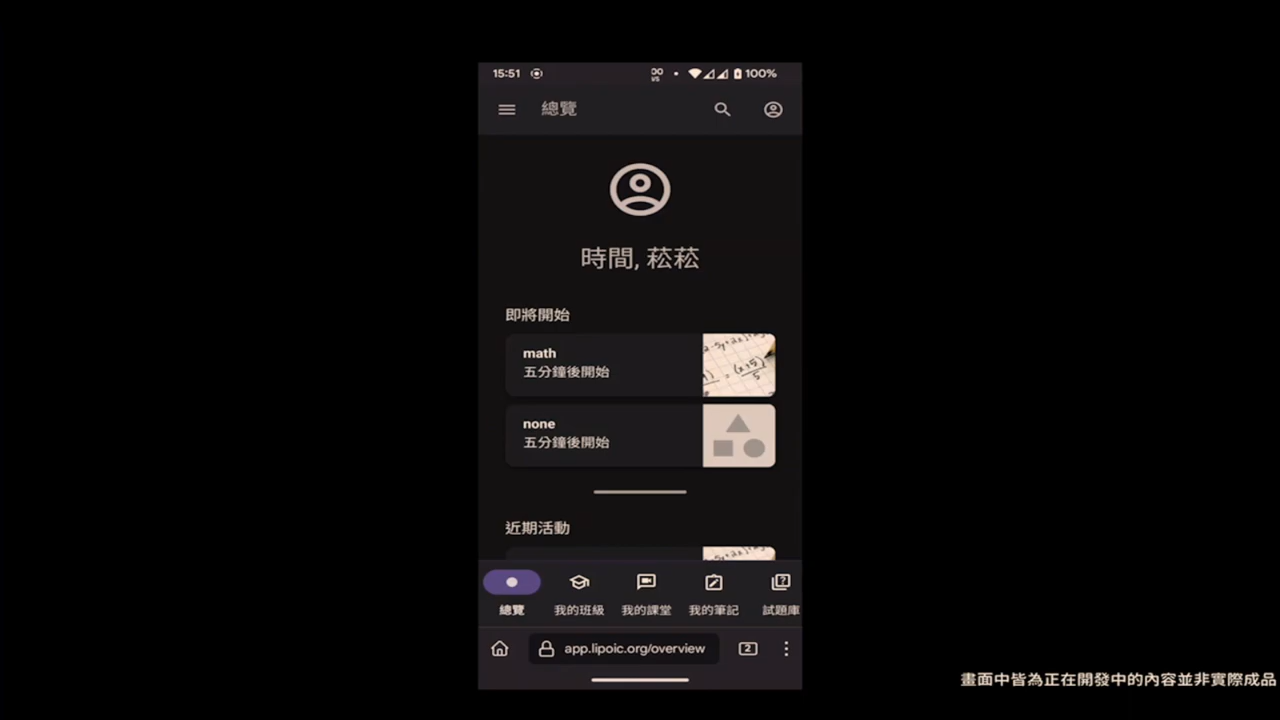 15:51
100%
總覽
時間, 菘菘
即將開始
math
五分鐘後開始
none
五分鐘後開始
近期活動
總覽 我的班級 我的課堂 我的筆記 試題庫
app.lipoic.org/overview 2
畫面中皆為正在開發中的內容並非實際成品